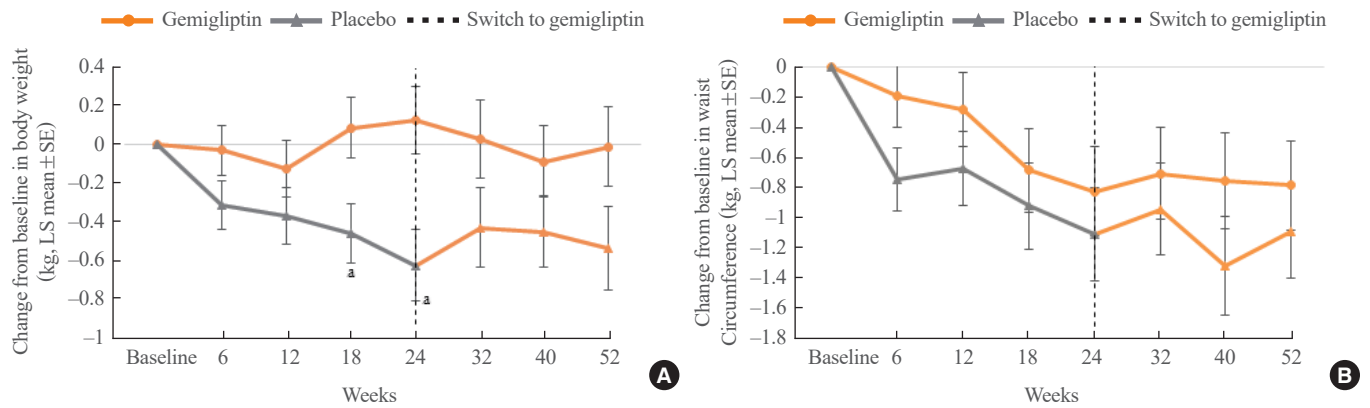 Gemigliptin Placebo Switch to gemigliptin
Change from baseline in body weight
(kg, LS mean±SE)
0.4
0.2
0
–0.2
–0.4
–0.6
–0.8
–1
a
a
Baseline 6 12 18 24 32 40 52
Weeks
A
Gemigliptin Placebo Switch to gemigliptin
Change from baseline in waist
Circumference (kg, LS mean±SE)
0
–0.2
–0.4
–0.6
–0.8
–1
–1.2
–1.4
–1.6
–1.8
Baseline 6 12 18 24 32 40 52
Weeks
B